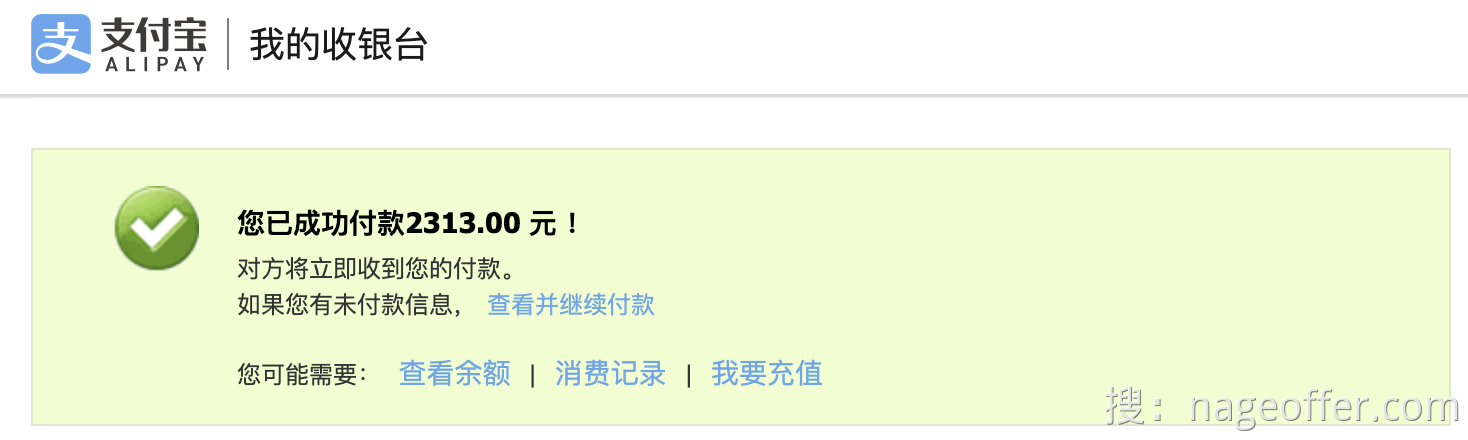 支付宝 ALIPAY | 我的收银台
您已成功付款2313.00 元！
对方将立即收到您的付款。
如果您有未付款信息， 查看并继续付款
您可能需要： 查看余额 | 消费记录 | 我要充值
搜：nageoffer.com